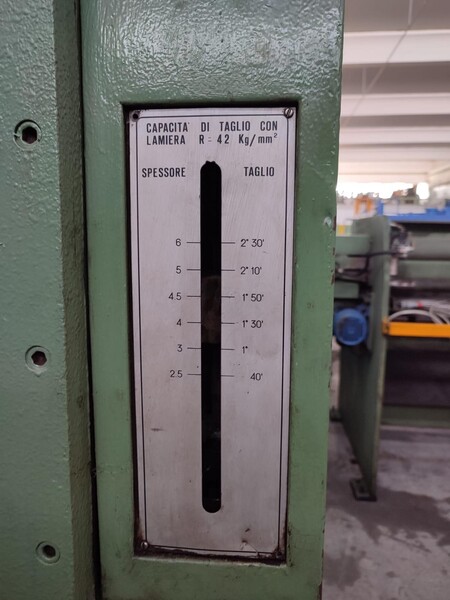 CAPACITA' DI TAGLIO CON
LAMIERA R=42 Kg/mm²
SPESSORE TAGLIO
6 2° 30'
5 2° 10'
4.5 1° 50'
4 1° 30'
3 1°
2.5 40'